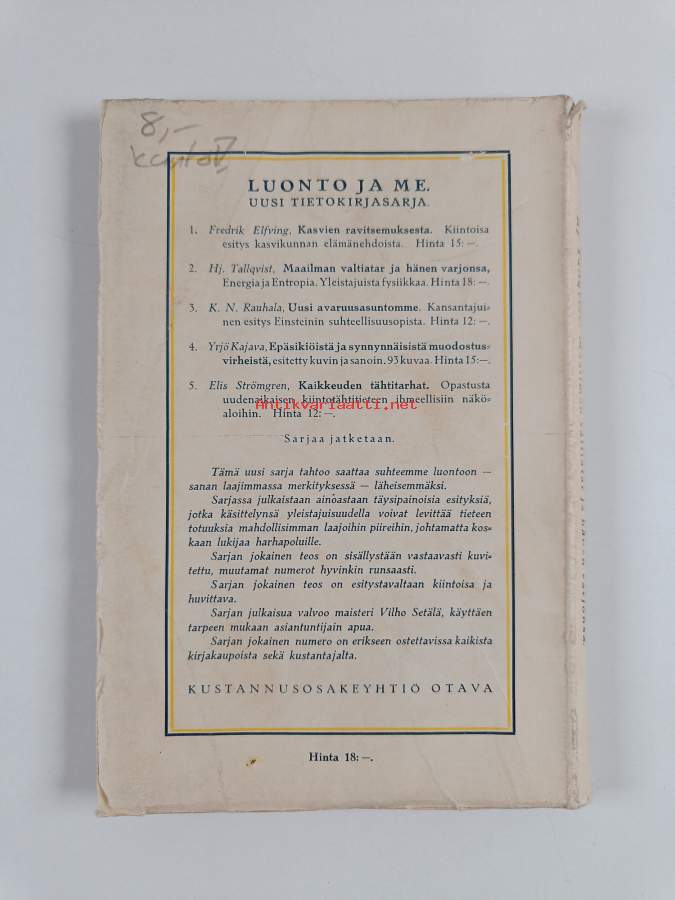 8,-
LUONTO JA ME.
UUSI TIETOKIRJASARJA.
1. Fredrik Elfving, Kasvien ravitsemuksesta. Kiintoisa
esitys kasvikunnan elämänehdoista. Hinta 15: —.
2. Hj. Tallqvist, Maailman valtiatar ja hänen varjonsa,
Energia ja Entropia. Yleistajuista fysiikkaa. Hinta 18: —.
3. K. N. Rauhala, Uusi avaruusasuntomme. Kansantajui-
nen esitys Einsteinin suhteellisuusopista. Hinta 12: —.
4. Yrjö Kajava, Epäsikiöistä ja synnynnäisistä muodostus-
virheistä, esitetty kuvin ja sanoin. 93 kuvaa. Hinta 15: —.
5. Elis Strömgren, Kaikkeuden tähtitarhat. Opastusta
uudenaikaisen kiintotähtitieteen ihmeellisiin näkö-
aloihin. Hinta 12: —.
Antikvariaatti.net
Sarjaa jatketaan.
Tämä uusi sarja tahtoo saattaa suhteemme luontoon —
sanan laajimmassa merkityksessä — läheisemmäksi.
Sarjassa julkaistaan ainoastaan täysipainoisia esityksiä,
jotka käsittelynsä yleistajuisuudella voivat levittää tieteen
totuuksia mahdollisimman laajoihin piireihin, johtamatta kos-
kaan lukijaa harhapoluille.
Sarjan jokainen teos on sisällystään vastaavasti kuvi-
tettu, muutamat numerot hyvinkin runsaasti.
Sarjan jokainen teos on esitystavaltaan kiintoisa ja
huvittava.
Sarjan julkaisua valvoo maisteri Vilho Setälä, käyttäen
tarpeen mukaan asiantuntijain apua.
Sarjan jokainen numero on erikseen ostettavissa kaikista
kirjakaupoista sekä kustantajalta.
KUSTANNUSOSAKEYHTIÖ OTAVA
Hinta 18: —.